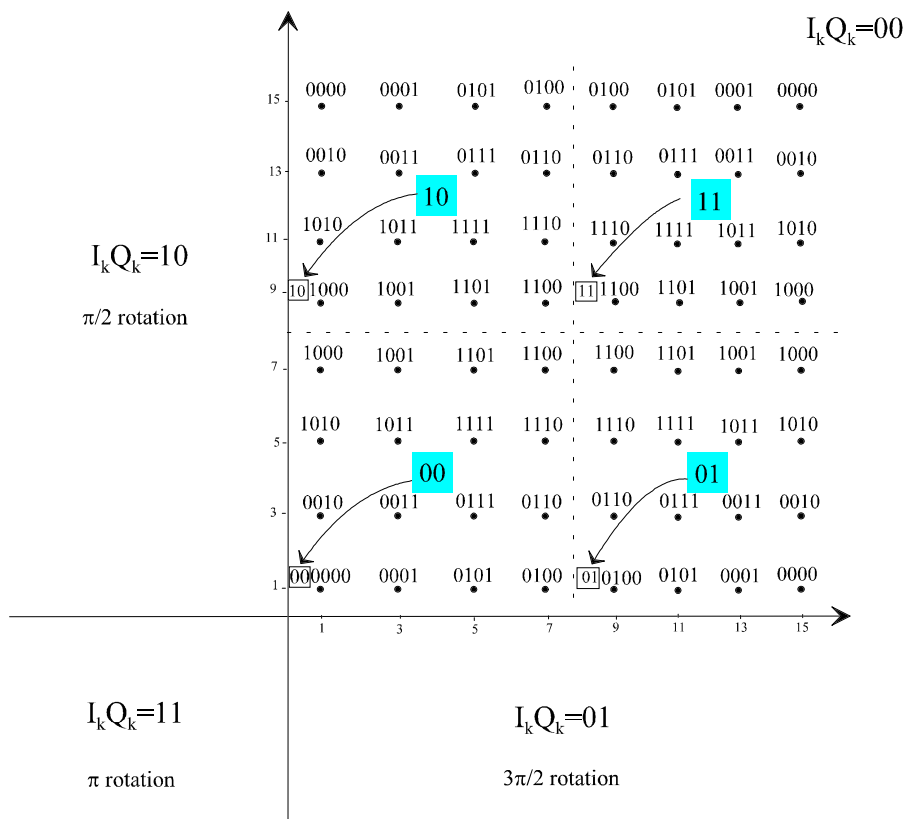 IkQk=00
15 0000 0001 0101 0100 0100 0101 0001 0000
13 0010 0011 0111 0110 0110 0111 0011 0010
10 11
11 1010 1011 1111 1110 1110 1111 1011 1010
IkQk=10
9 10 1000 1001 1101 1100 11 1100 1101 1001 1000
π/2 rotation
7 1000 1001 1101 1100 1100 1101 1001 1000
5 1010 1011 1111 1110 1110 1111 1011 1010
00 01
3 0010 0011 0111 0110 0110 0111 0011 0010
1 00 0000 0001 0101 0100 01 0100 0101 0001 0000
1 3 5 7 9 11 13 15
IkQk=11 IkQk=01
π rotation 3π/2 rotation